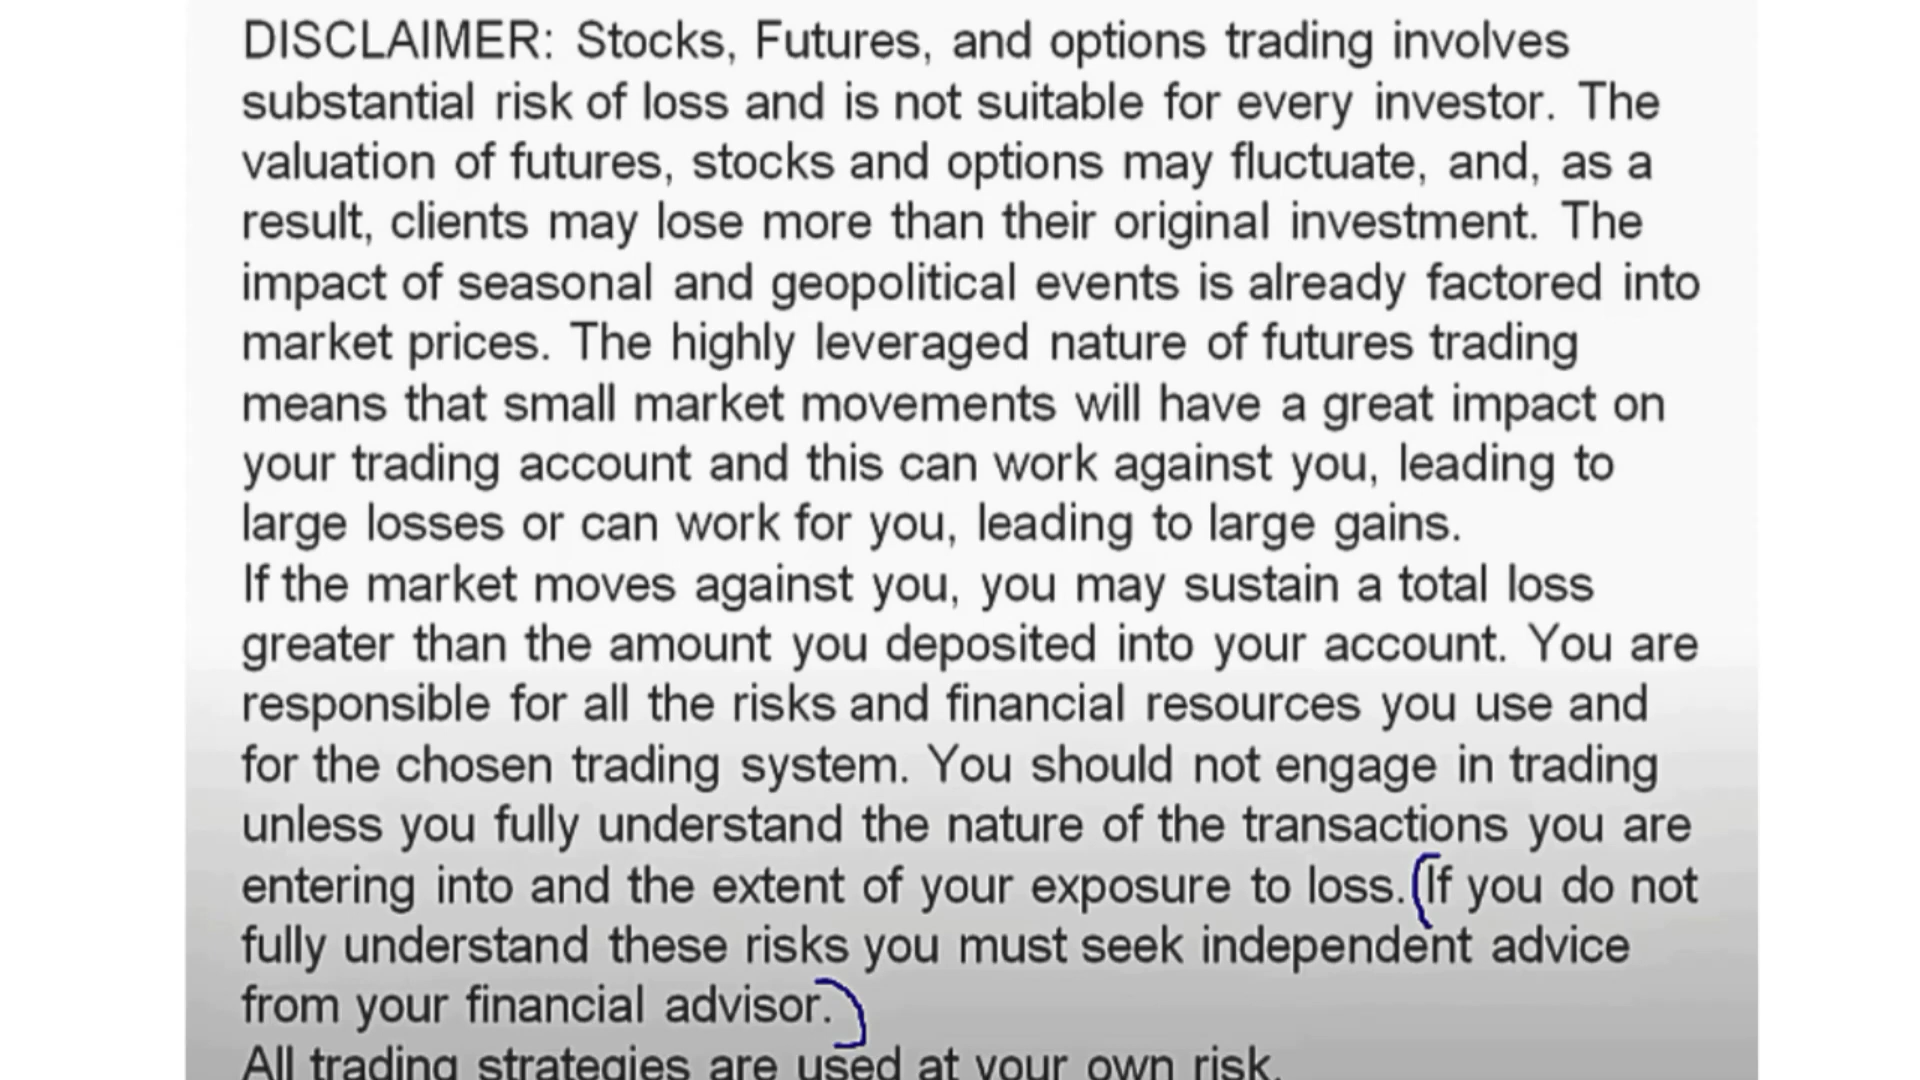 DISCLAIMER: Stocks, Futures, and options trading involves
substantial risk of loss and is not suitable for every investor. The
valuation of futures, stocks and options may fluctuate, and, as a
result, clients may lose more than their original investment. The
impact of seasonal and geopolitical events is already factored into
market prices. The highly leveraged nature of futures trading
means that small market movements will have a great impact on
your trading account and this can work against you, leading to
large losses or can work for you, leading to large gains.
If the market moves against you, you may sustain a total loss
greater than the amount you deposited into your account. You are
responsible for all the risks and financial resources you use and
for the chosen trading system. You should not engage in trading
unless you fully understand the nature of the transactions you are
entering into and the extent of your exposure to loss. (If you do not
fully understand these risks you must seek independent advice
from your financial advisor.)
All trading strategies are used at your own risk.